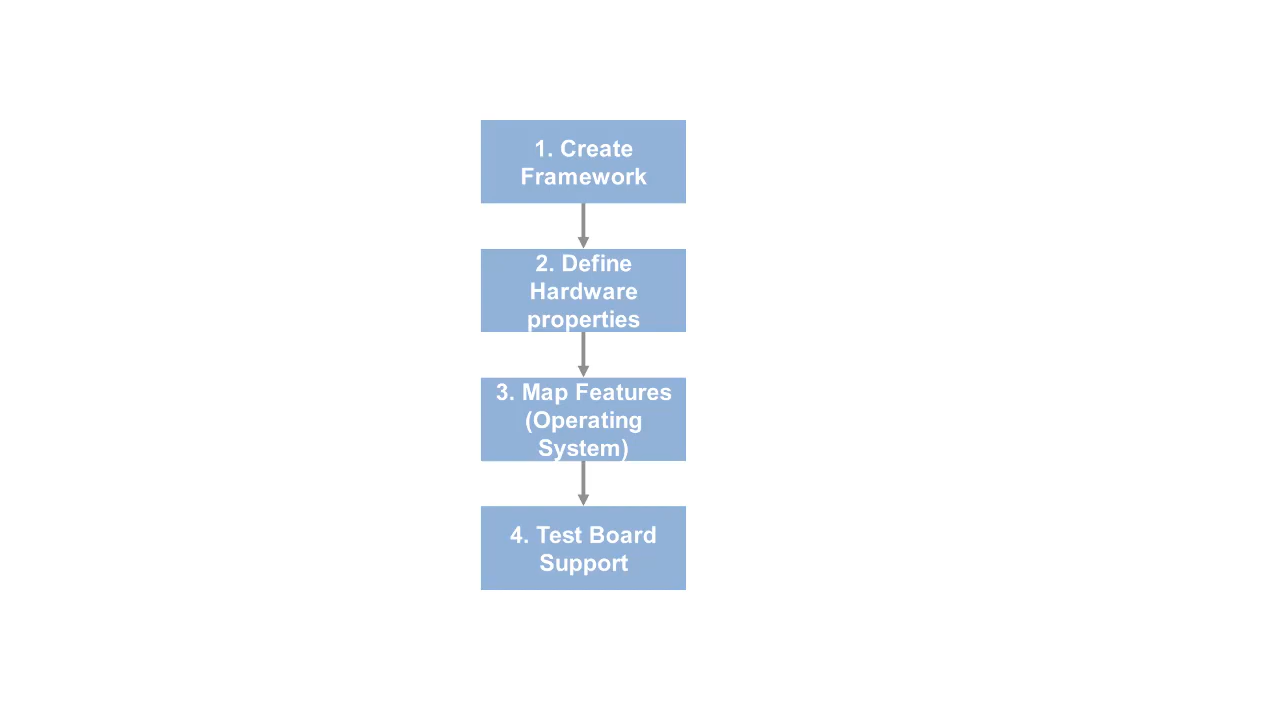 1. Create
Framework
2. Define
Hardware
properties
3. Map Features
(Operating
System)
4. Test Board
Support